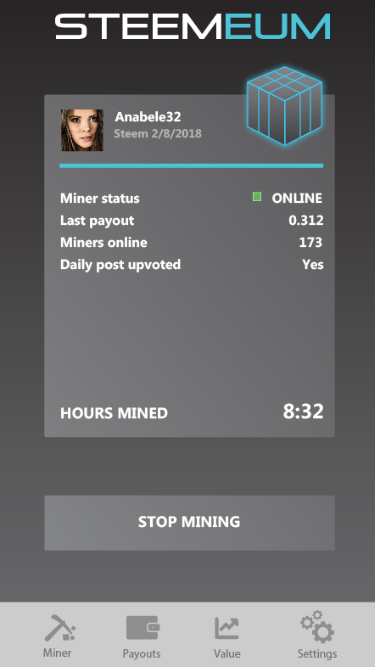 STEEMEUM
Anabele32
Steem 2/8/2018
Miner status ONLINE
Last payout 0.312
Miners online 173
Daily post upvoted Yes
HOURS MINED 8:32
STOP MINING
Miner Payouts Value Settings